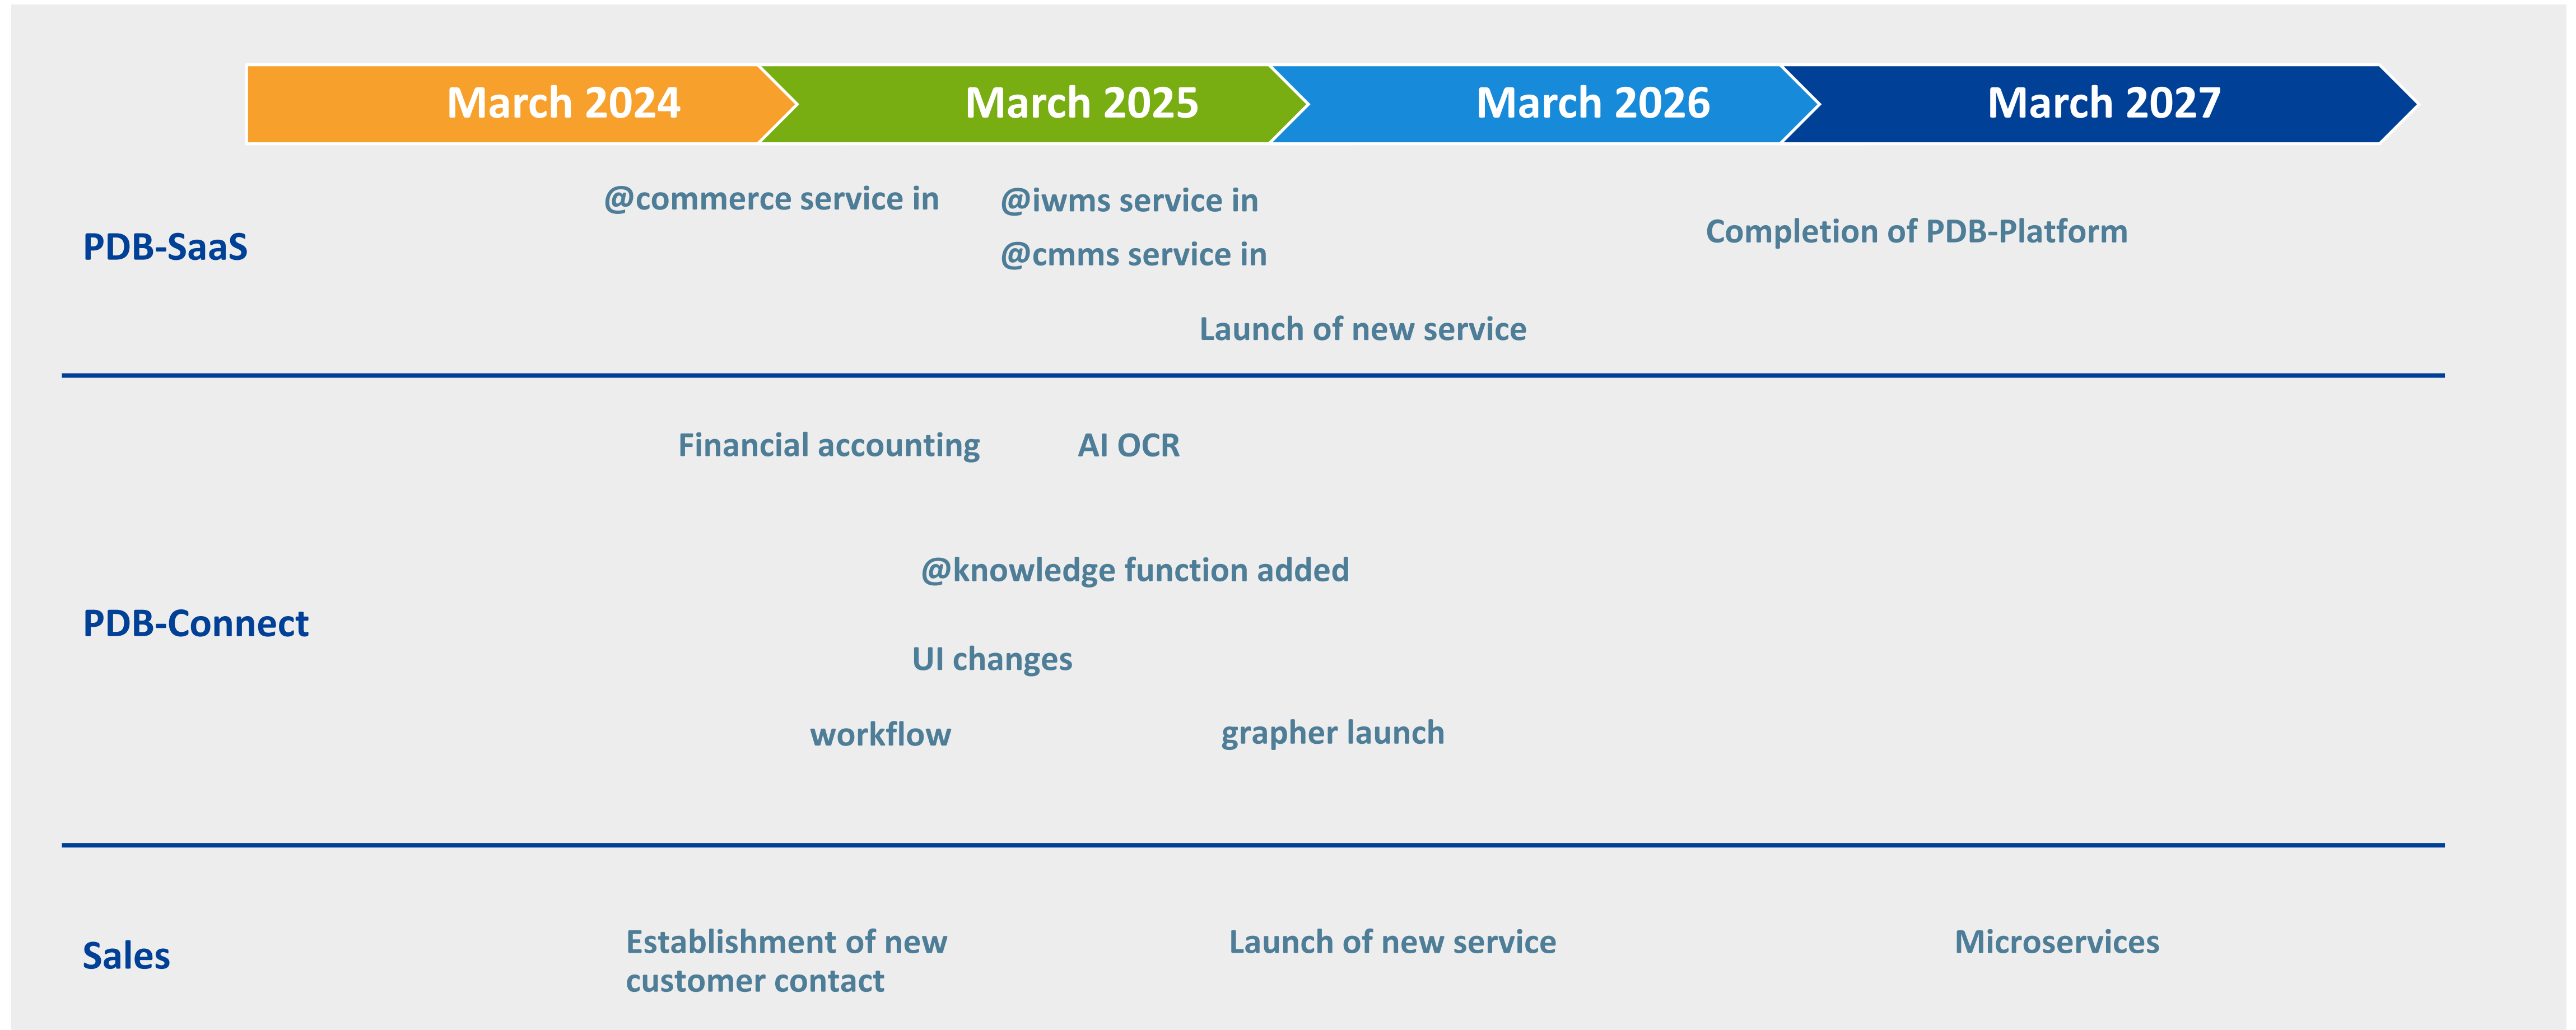 March 2024 March 2025 March 2026 March 2027
@commerce service in @iwms service in
Completion of PDB-Platform
PDB-SaaS
@cmms service in
Launch of new service
Financial accounting AI OCR
@knowledge function added
PDB-Connect
UI changes
workflow grapher launch
Sales
Establishment of new
customer contact
Launch of new service
Microservices